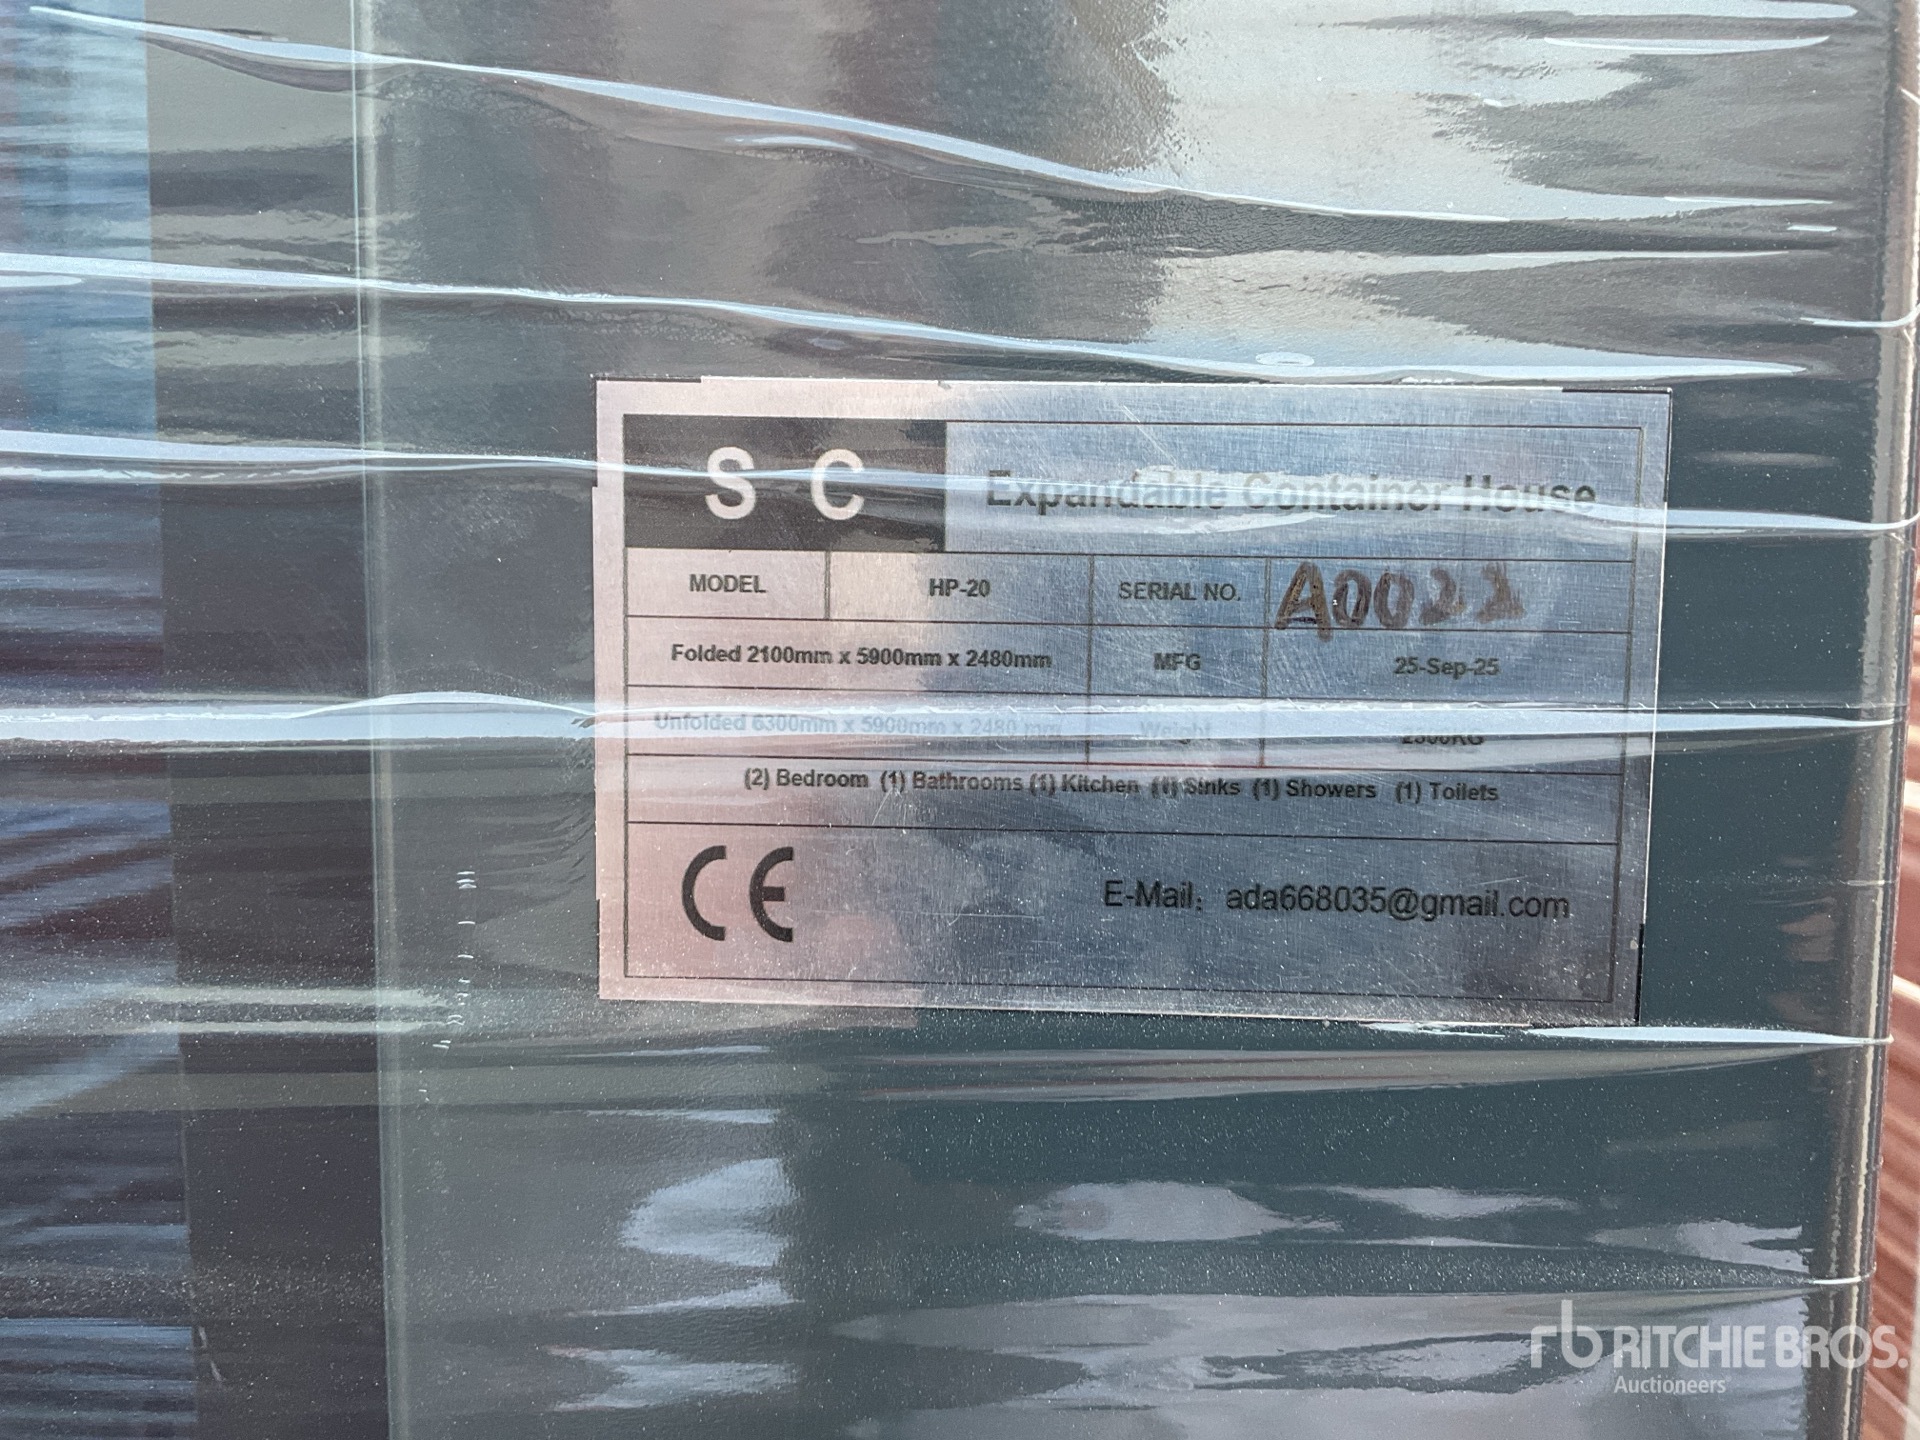 S C Expandable Container House
MODEL HP-20 SERIAL NO. A0022
Folded 2100mm x 5900mm x 2480mm MFG 25-Sep-25
Unfolded 6300mm x 5900mm x 2480 mm Weight
(2) Bedroom (1) Bathrooms (1) Kitchen (1) Sinks (1) Showers (1) Toilets
CE E-Mail: ada668035@gmail.com
rb RITCHIE BROS.
Auctioneers